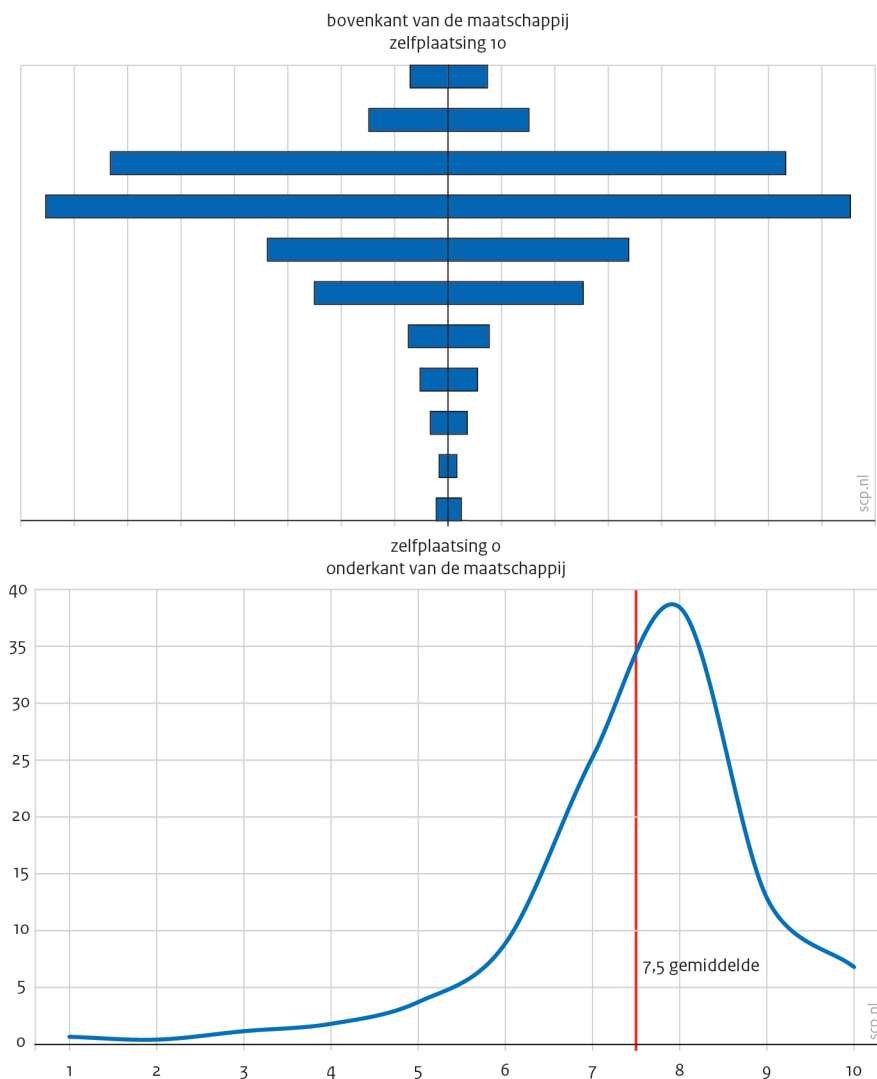 bovenkant van de maatschappij
zelfplaatsing 10
scp.nl
zelfplaatsing 0
onderkant van de maatschappij
40
35
30
25
20
15
10
7,5 gemiddelde
5
scp.nl
0
1 2 3 4 5 6 7 8 9 10